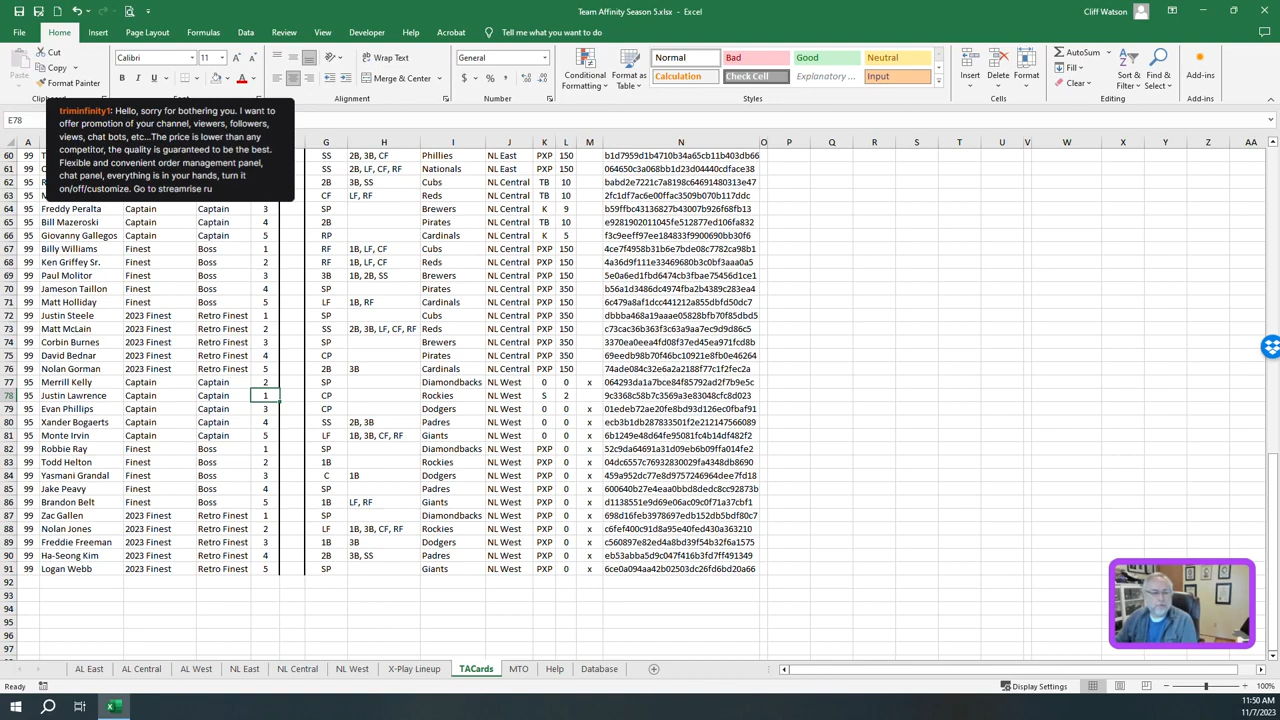 Team Affinity Season 5.xlsx - Excel
Cliff Watson
File Home Insert Page Layout Formulas Data Review View Developer Help Acrobat Tell me what you want to do
Cut
Copy
Format Painter
Paste
Clipboard
Calibri 11
B I U
Wrap Text
Merge & Center
Alignment
General
Number
Conditional Formatting
Format as Table
Normal Bad Good Neutral
Calculation Check Cell Explanatory ... Input
Styles
Insert Delete Format
Cells
AutoSum
Fill
Clear
Sort & Filter
Find & Select
Editing
Add-ins
Add-ins
E78
triminfinity1: Hello, sorry for bothering you. I want
to offer promotion of your channel, viewers, followers,
views, chat bots, etc...The price is lower than any
competitor, the quality is guaranteed to be the best.
Flexible and convenient order management panel,
chat panel, everything is in your hands, turn it
on/off/customize. Go to streamrise ru
G H I J K L M N O P Q R S T U V W X Y Z AA
60 99 SS 2B, 3B, CF Phillies NL East PXP 150 b1d7959d1b4710b34a65cb11b403db66
61 99 SS 2B, LF, CF, RF Nationals NL East PXP 150 064650c3a068bb1d23d04440cdface38
62 95 2B 3B, SS Cubs NL Central TB 10 babd2e7221c7a8198c64691480313e47
63 95 CF LF, RF Reds NL Central TB 10 2fc1df7ac6e00ffac3509b070b117ddc
64 95 Freddy Peralta Captain Captain 3 SP Brewers NL Central K 9 b59ffbc43136827b43007b926f68fb13
65 95 Bill Mazeroski Captain Captain 4 2B Pirates NL Central TB 10 e9281902011045fe512877ed106fa832
66 95 Giovanny Gallegos Captain Captain 5 RP Cardinals NL Central K 5 f3c9eeff97ee184833f9900690bb30f6
67 99 Billy Williams Finest Boss 1 RF 1B, LF, CF Cubs NL Central PXP 150 4ce7f4958b31b6e7bde08c7782ca98b1
68 99 Ken Griffey Sr. Finest Boss 2 RF 1B, LF, CF Reds NL Central PXP 150 4a36d9f111e33469680b3c0bf3aaa0a5
69 99 Paul Molitor Finest Boss 3 3B 1B, 2B, SS Brewers NL Central PXP 150 5e0a6ed1fbd6474cb3fbae75456d1ce1
70 99 Jameson Taillon Finest Boss 4 SP Pirates NL Central PXP 350 b56a1d3486dc4974fba2b4389c283ea4
71 99 Matt Holliday Finest Boss 5 LF 1B, RF Cardinals NL Central PXP 150 6c479a8af1dcc441212a855dbfd50dc7
72 99 Justin Steele 2023 Finest Retro Finest 1 SP Cubs NL Central PXP 350 dbbba468a19aaae05828bfb70f85dbd5
73 99 Matt McLain 2023 Finest Retro Finest 2 SS 2B, 3B, LF, CF, RF Reds NL Central PXP 150 c73cac36b363f3c63a9aa7ec9d9d86c5
74 99 Corbin Burnes 2023 Finest Retro Finest 3 SP Brewers NL Central PXP 350 3370ea0eea4fd08f37d9d45ea971fcd8b
75 99 David Bednar 2023 Finest Retro Finest 4 CP Pirates NL Central PXP 350 69eedb98b70f46bc10921e8fb0e46264
76 99 Nolan Gorman 2023 Finest Retro Finest 5 2B 3B Cardinals NL Central PXP 150 74ade084c32e6a2a2188f77c1f2fec2a
77 95 Merrill Kelly Captain Captain 2 SP Diamondbacks NL West 0 0 x 064293da1a7bce84f85792ad2f7b9e5c
78 95 Justin Lawrence Captain Captain 1 CP Rockies NL West S 2 9c3368c58b7c3569a3e83048cfc8d023
79 95 Evan Phillips Captain Captain 3 CP Dodgers NL West 0 0 x 01edeb72ae20fe8bd93d126ec0fbaf91
80 95 Xander Bogaerts Captain Captain 4 SS 2B, 3B Padres NL West 0 0 x ecb3b1db287833501f2e212147566089
81 95 Monte Irvin Captain Captain 5 LF 1B, 3B, CF, RF Giants NL West 0 0 x 6b1249e48d64fe95081fc4b14df482f2
82 99 Robbie Ray Finest Boss 1 SP Diamondbacks NL West PXP 0 x 52c9da64691a31d09eb6b09ffa014fe2
83 99 Todd Helton Finest Boss 2 1B Rockies NL West PXP 0 x 04dc6557c76932830029fa4348db8690
84 99 Yasmani Grandal Finest Boss 3 C 1B Dodgers NL West PXP 0 x 459a952dc77e8d9757246964dee7fd18
85 99 Jake Peavy Finest Boss 4 SP Padres NL West PXP 0 x 600640b27e4eaa0bbd8dedc8cc92873b
86 99 Brandon Belt Finest Boss 5 1B LF, RF Giants NL West PXP 0 x d1138551e9d69e06ac09c0f71a37cbf1
87 99 Zac Gallen 2023 Finest Retro Finest 1 SP Diamondbacks NL West PXP 0 x 698d16feb3978697edb152db5bdf80c7
88 99 Nolan Jones 2023 Finest Retro Finest 2 LF 1B, 3B, CF, RF Rockies NL West PXP 0 x c6fef400c91d8a95e40fed430a363210
89 99 Freddie Freeman 2023 Finest Retro Finest 3 1B 3B Dodgers NL West PXP 0 x c560897e82ed4a8bd39f54b3f32b6a1b
90 99 Ha-Seong Kim 2023 Finest Retro Finest 4 2B 3B, SS Padres NL West PXP 0 x eb53abba5d9c047f416b3fd7ff491349
91 99 Logan Webb 2023 Finest Retro Finest 5 SP Giants NL West PXP 0 x 6ce0a094aa42b02503dc26fd6bd20a66
92
93
94
95
96
97
AL East AL Central AL West NL East NL Central NL West X-Play Lineup TACards MTO Help Database
Ready
Display Settings
100%
11:50 AM
11/7/2023